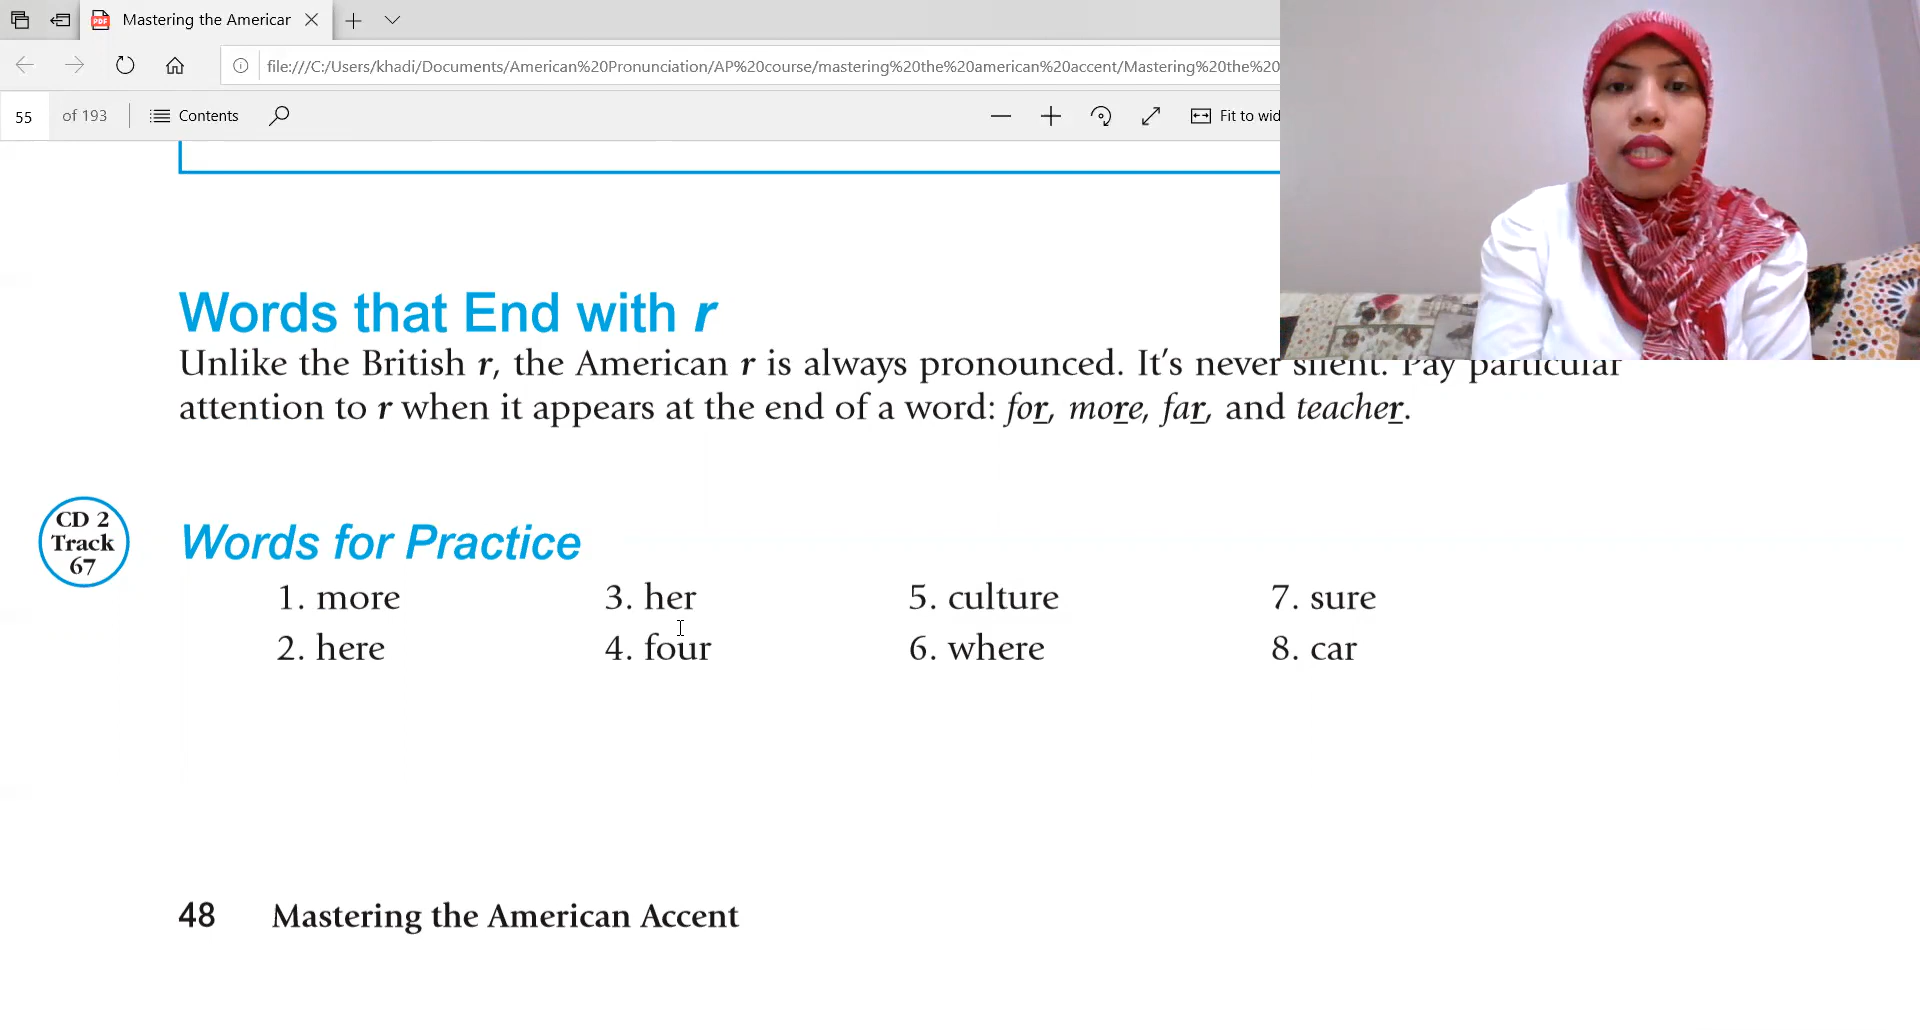 Mastering the Americar
file:///C:/Users/khadi/Documents/American%20Pronunciation/AP%20course/mastering%20the%20american%20accent/Mastering%20the%20
55 of 193 Contents Fit to wid
Words that End with r
Unlike the British r, the American r is always pronounced. It’s never silent. Pay particular
attention to r when it appears at the end of a word: for, more, far, and teacher.
CD 2
Track
67
Words for Practice
1. more 3. her 5. culture 7. sure
2. here 4. four 6. where 8. car
48 Mastering the American Accent